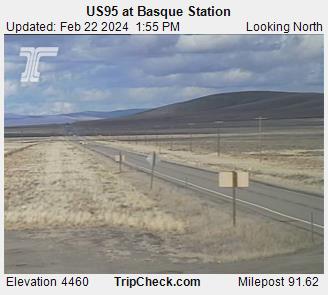 US95 at Basque Station
Updated: Feb 22 2024 1:55 PM Looking North
Elevation 4460 TripCheck.com Milepost 91.62